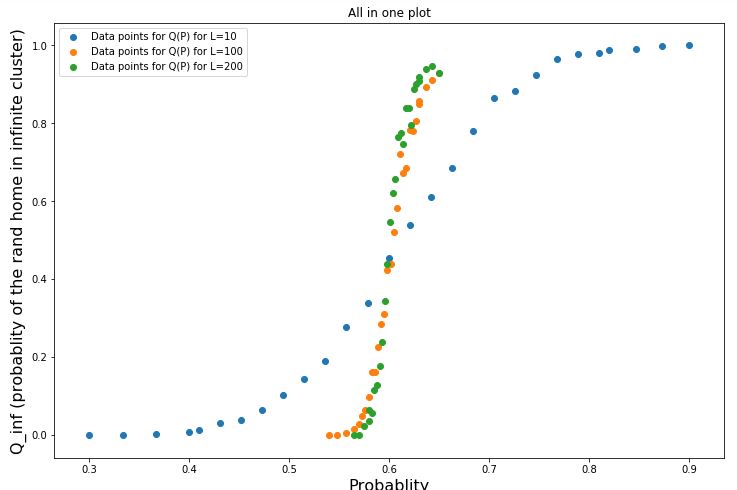 All in one plot
Data points for Q(P) for L=10
Data points for Q(P) for L=100
Data points for Q(P) for L=200
Q_inf (probablity of the rand home in infinite cluster)
1.0
0.8
0.6
0.4
0.2
0.0
0.3 0.4 0.5 0.6 0.7 0.8 0.9
Probablity